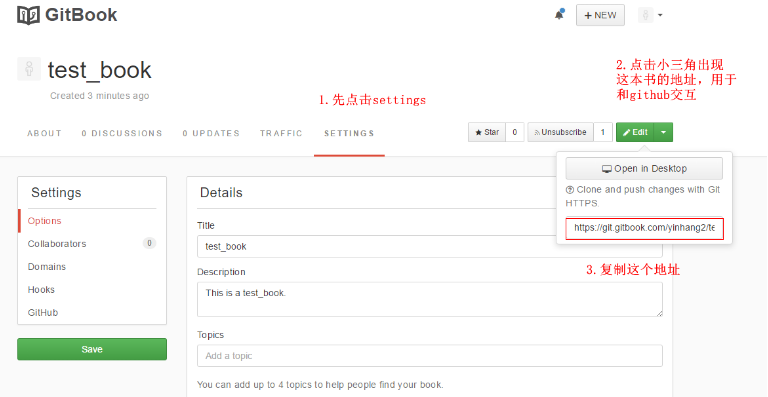 GitBook
+ NEW
test_book
Created 3 minutes ago
1.先点击settings
2.点击小三角出现
这本书的地址，用于
和github交互
ABOUT
0 DISCUSSIONS
0 UPDATES
TRAFFIC
SETTINGS
Star
0
Unsubscribe
1
Edit
Open in Desktop
Clone and push changes with Git
HTTPS.
https://git.gitbook.com/yinhang2/te
3.复制这个地址
Settings
Options
Collaborators
0
Domains
Hooks
GitHub
Save
Details
Title
test_book
Description
This is a test_book.
Topics
Add a topic
You can add up to 4 topics to help people find your book.